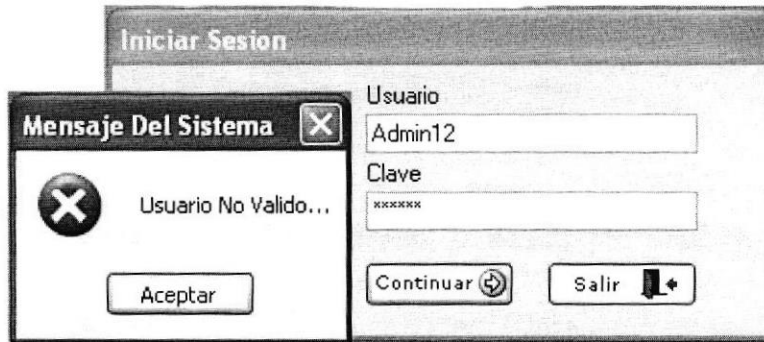 Iniciar Sesion
Usuario
Admin12
Clave
××××××
Continuar
Salir
Mensaje Del Sistema
Usuario No Valido...
Aceptar